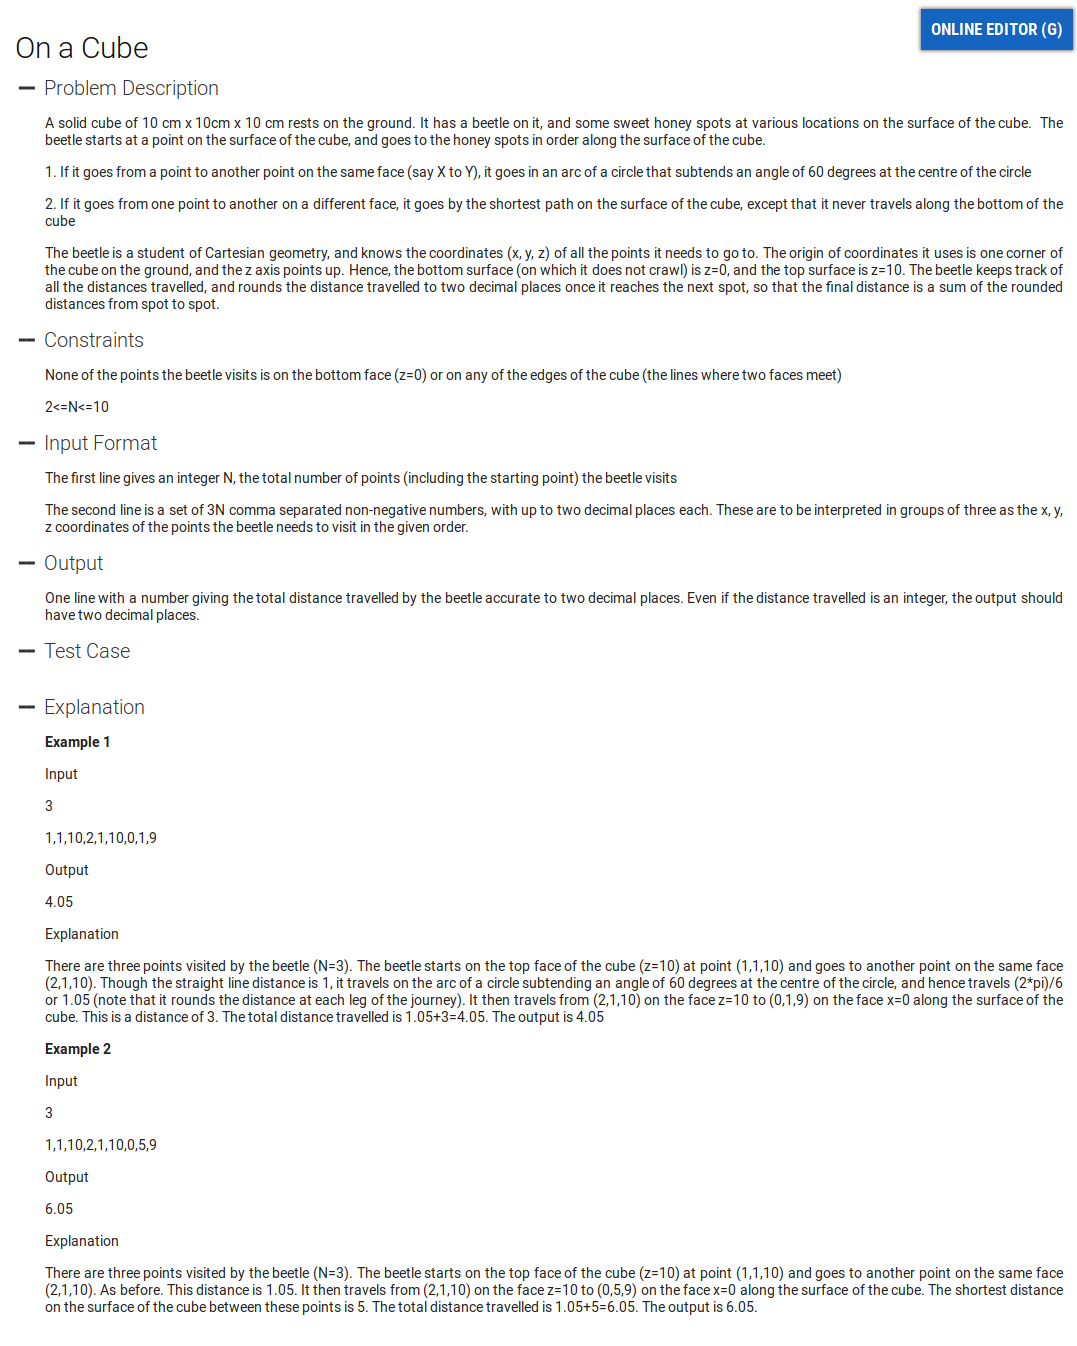 ONLINE EDITOR (G)
On a Cube
Problem Description
A solid cube of 10 cm x 10cm x 10 cm rests on the ground. It has a beetle on it, and some sweet honey spots at various locations on the surface of the cube. The
beetle starts at a point on the surface of the cube, and goes to the honey spots in order along the surface of the cube.
1. If it goes from a point to another point on the same face (say X to Y), it goes in an arc of a circle that subtends an angle of 60 degrees at the centre of the circle
2. If it goes from one point to another on a different face, it goes by the shortest path on the surface of the cube, except that it never travels along the bottom of the
cube
The beetle is a student of Cartesian geometry, and knows the coordinates (x, y, z) of all the points it needs to go to. The origin of coordinates it uses is one corner of
the cube on the ground, and the z axis points up. Hence, the bottom surface (on which it does not crawl) is z=0, and the top surface is z=10. The beetle keeps track of
all the distances travelled, and rounds the distance travelled to two decimal places once it reaches the next spot, so that the final distance is a sum of the rounded
distances from spot to spot.
Constraints
None of the points the beetle visits is on the bottom face (z=0) or on any of the edges of the cube (the lines where two faces meet)
2<=N<=10
Input Format
The first line gives an integer N, the total number of points (including the starting point) the beetle visits
The second line is a set of 3N comma separated non-negative numbers, with up to two decimal places each. These are to be interpreted in groups of three as the x, y,
z coordinates of the points the beetle needs to visit in the given order.
Output
One line with a number giving the total distance travelled by the beetle accurate to two decimal places. Even if the distance travelled is an integer, the output should
have two decimal places.
Test Case
Explanation
Example 1
Input
3
1,1,10,2,1,10,0,1,9
Output
4.05
Explanation
There are three points visited by the beetle (N=3). The beetle starts on the top face of the cube (z=10) at point (1,1,10) and goes to another point on the same face
(2,1,10). Though the straight line distance is 1, it travels on the arc of a circle subtending an angle of 60 degrees at the centre of the circle, and hence travels (2*pi)/6
or 1.05 (note that it rounds the distance at each leg of the journey). It then travels from (2,1,10) on the face z=10 to (0,1,9) on the face x=0 along the surface of the
cube. This is a distance of 3. The total distance travelled is 1.05+3=4.05. The output is 4.05
Example 2
Input
3
1,1,10,2,1,10,0,5,9
Output
6.05
Explanation
There are three points visited by the beetle (N=3). The beetle starts on the top face of the cube (z=10) at point (1,1,10) and goes to another point on the same face
(2,1,10). As before. This distance is 1.05. It then travels from (2,1,10) on the face z=10 to (0,5,9) on the face x=0 along the surface of the cube. The shortest distance
on the surface of the cube between these points is 5. The total distance travelled is 1.05+5=6.05. The output is 6.05.